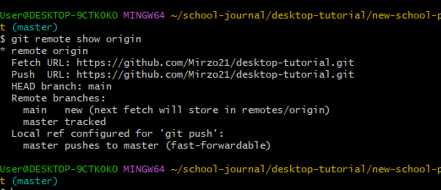 User@DESKTOP-9CTKOKO MINGW64 ~/school-journal/desktop-tutorial/new-school-p
t (master)
$ git remote show origin
* remote origin
  Fetch URL: https://github.com/Mirzo21/desktop-tutorial.git
  Push  URL: https://github.com/Mirzo21/desktop-tutorial.git
  HEAD branch: main
  Remote branches:
    main   new (next fetch will store in remotes/origin)
    master tracked
  Local ref configured for 'git push':
    master pushes to master (fast-forwardable)
User@DESKTOP-9CTKOKO MINGW64 ~/school-journal/desktop-tutorial/new-school-p
t (master)